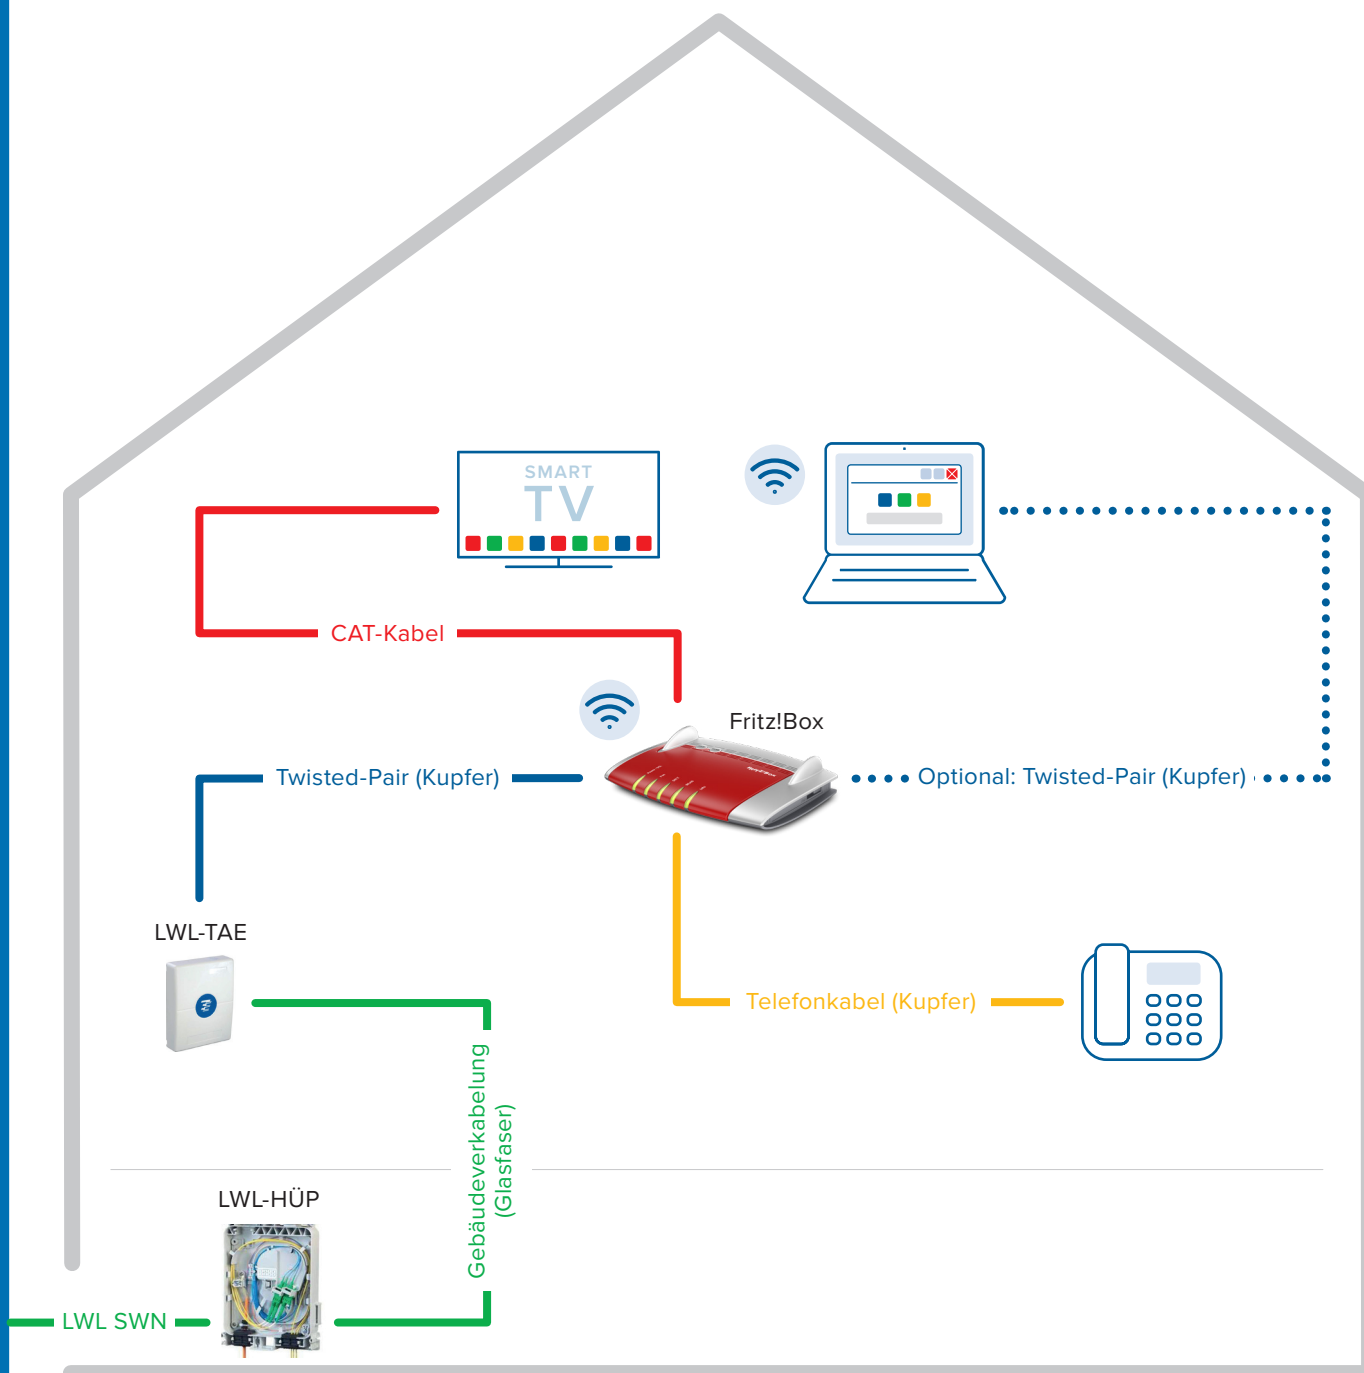 SMART
TV
CAT-Kabel
Fritz!Box
Twisted-Pair (Kupfer)
Optional: Twisted-Pair (Kupfer)
LWL-TAE
Telefonkabel (Kupfer)
Gebäudeverkabelung
(Glasfaser)
LWL-HÜP
LWL SWN